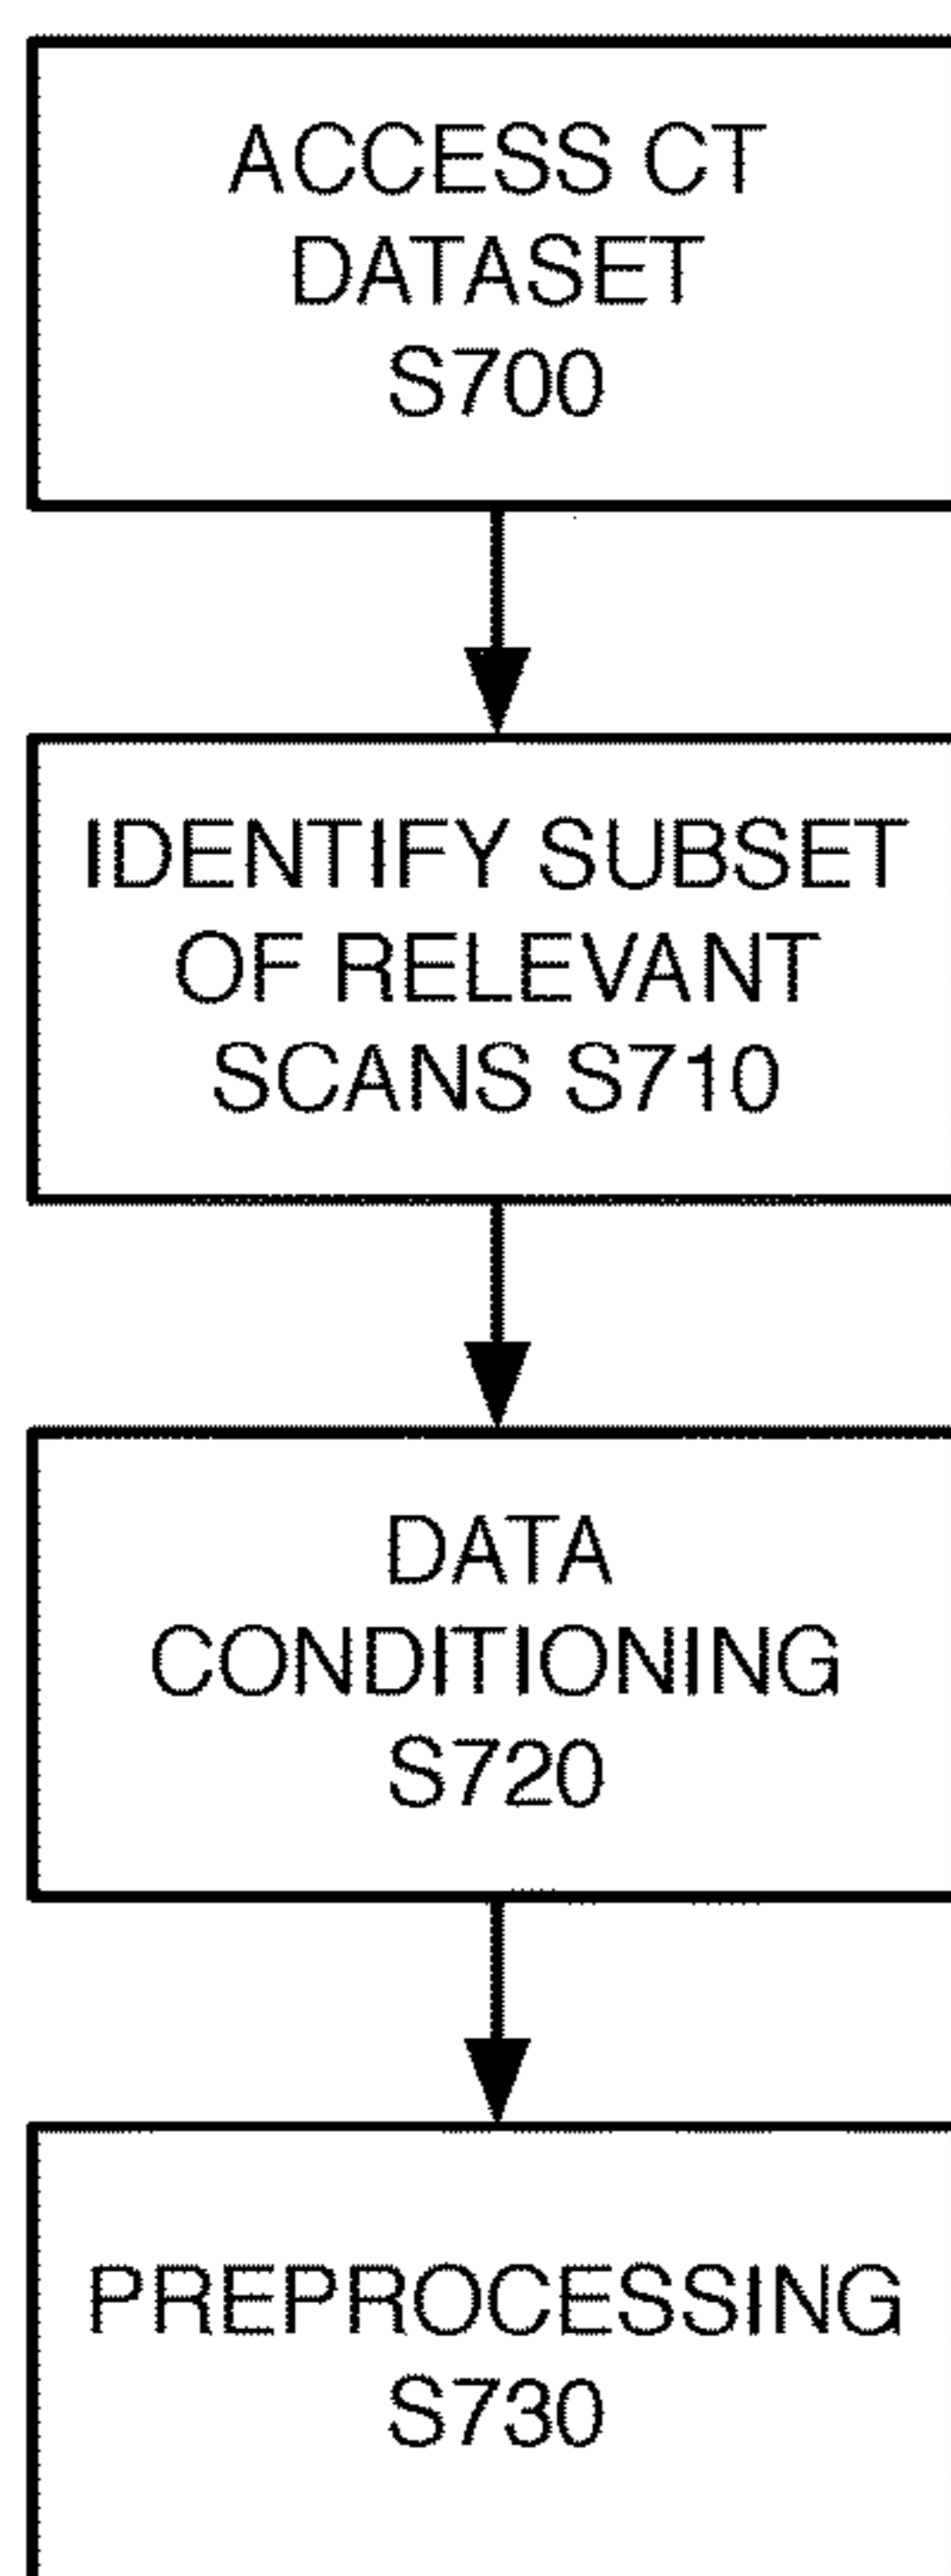 ACCESS CT
DATASET
S700
IDENTIFY SUBSET
OF RELEVANT
SCANS S710
DATA
CONDITIONING
S720
PREPROCESSING
S730